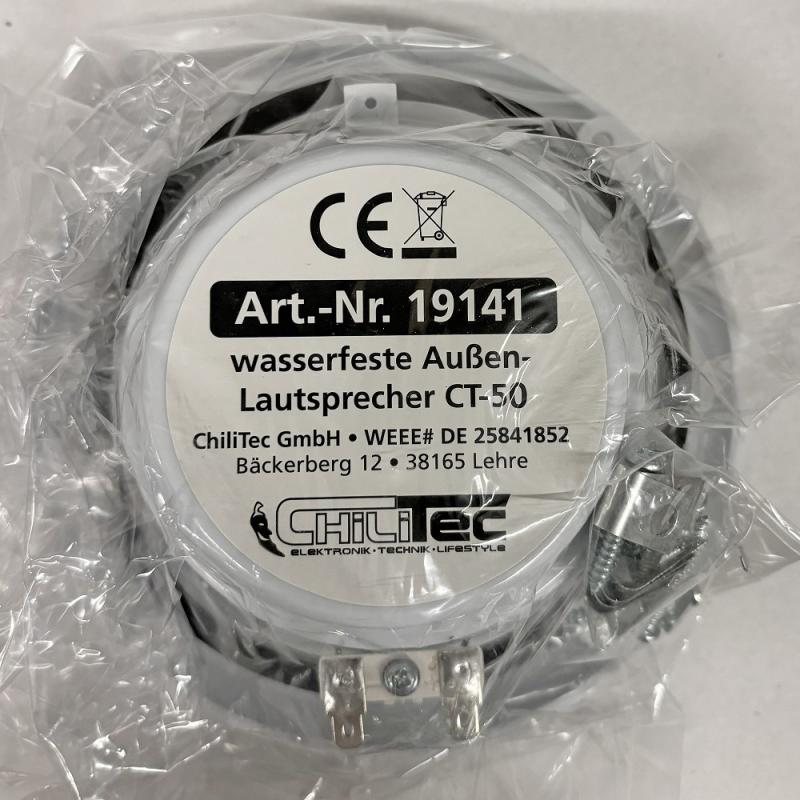 CE
Art.-Nr. 19141
wasserfeste Außen-
Lautsprecher CT-50
ChiliTec GmbH • WEEE# DE 25841852
Bäckerberg 12 • 38165 Lehre
CHILITEC
ELEKTRONIK • TECHNIK • LIFESTYLE